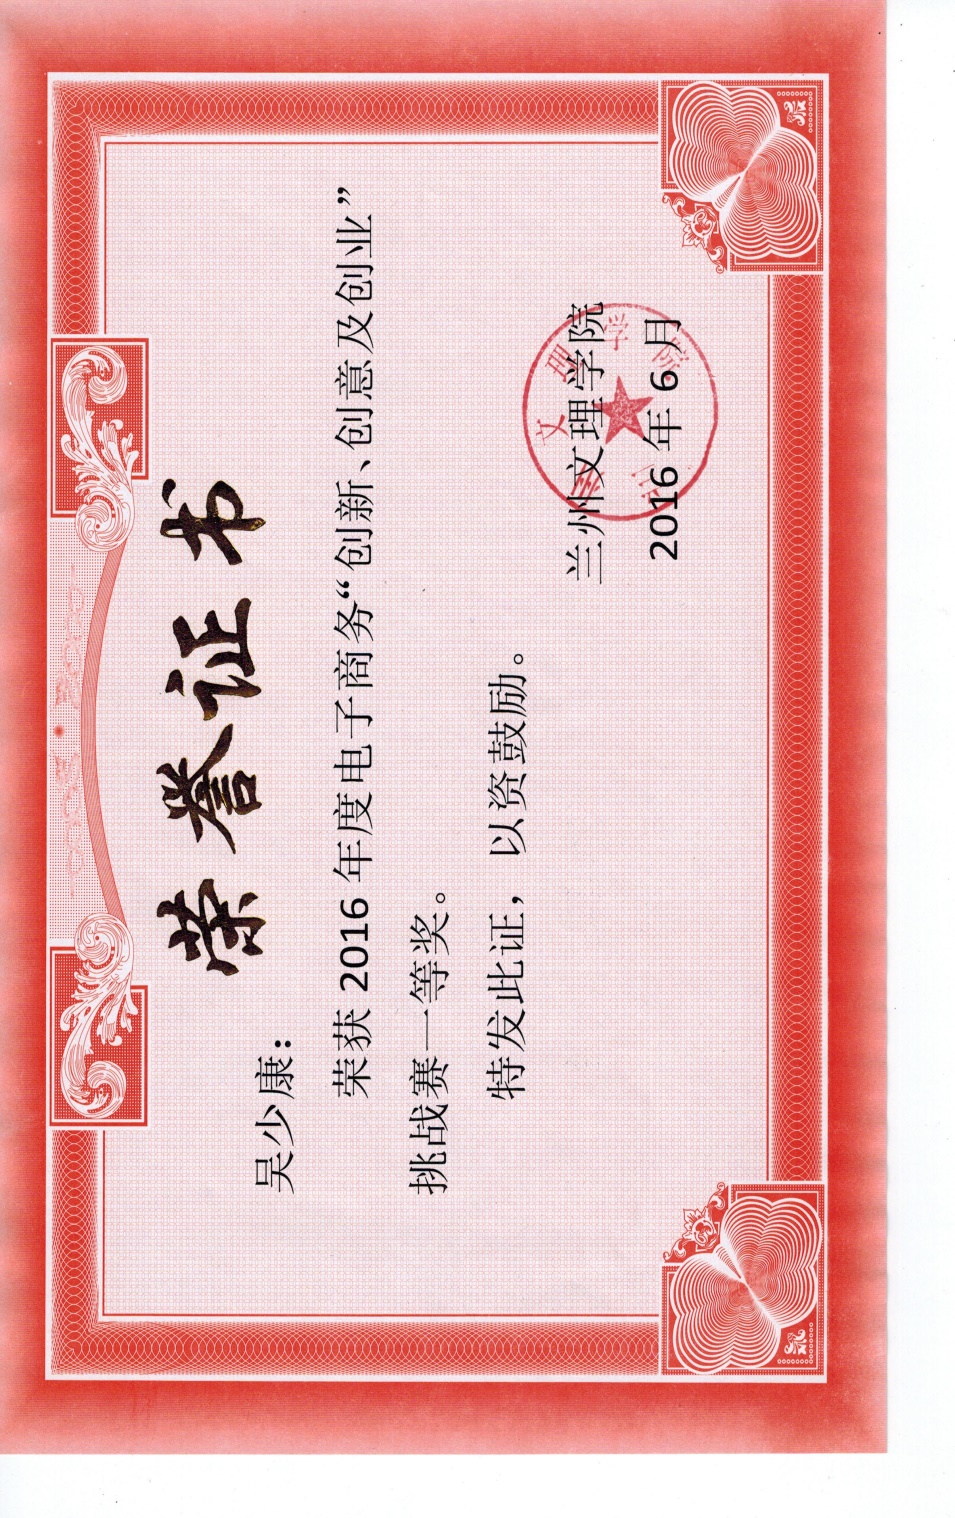 荣誉证书
吴少康：
荣获 2016 年度电子商务“创新、创意及创业”
挑战赛一等奖。
特发此证，以资鼓励。
兰州文理学院
2016 年 6 月